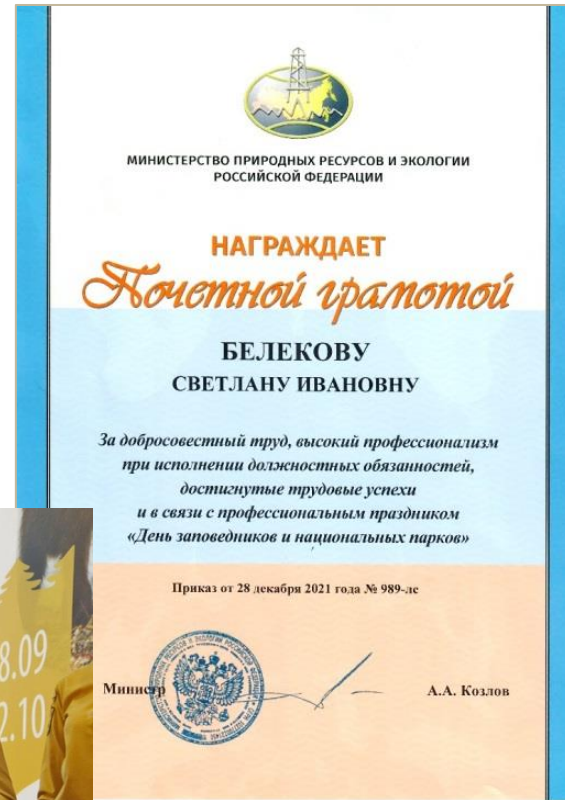 МИНИСТЕРСТВО ПРИРОДНЫХ РЕСУРСОВ И ЭКОЛОГИИ
РОССИЙСКОЙ ФЕДЕРАЦИИ
НАГРАЖДАЕТ
Почетной грамотой
БЕЛЕКОВУ
СВЕТЛАНУ ИВАНОВНУ
За добросовестный труд, высокий профессионализм
при исполнении должностных обязанностей,
достигнутые трудовые успехи
и в связи с профессиональным праздником
«День заповедников и национальных парков»
Приказ от 28 декабря 2021 года № 989-лс
Министр
А.А. Козлов
8.09
2.10